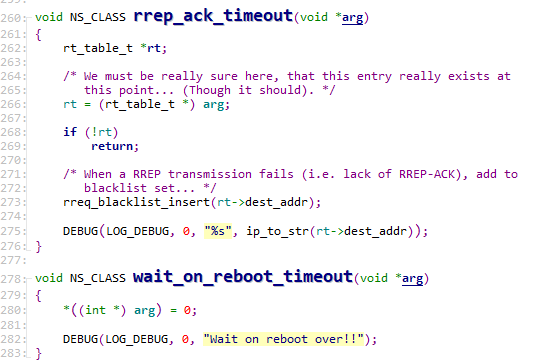 260: void NS_CLASS rrep_ack_timeout(void *arg)
261: {
262:     rt_table_t *rt;
263:
264:     /* We must be really sure here, that this entry really exists at
265:        this point... (Though it should). */
266:     rt = (rt_table_t *) arg;
267:
268:     if (!rt)
269:         return;
270:
271:     /* When a RREP transmission fails (i.e. lack of RREP-ACK), add to
272:        blacklist set... */
273:     rreq_blacklist_insert(rt->dest_addr);
274:
275:     DEBUG(LOG_DEBUG, 0, "%s", ip_to_str(rt->dest_addr));
276: }
277:
278: void NS_CLASS wait_on_reboot_timeout(void *arg)
279: {
280:     *((int *) arg) = 0;
281:
282:     DEBUG(LOG_DEBUG, 0, "Wait on reboot over!!");
283: }